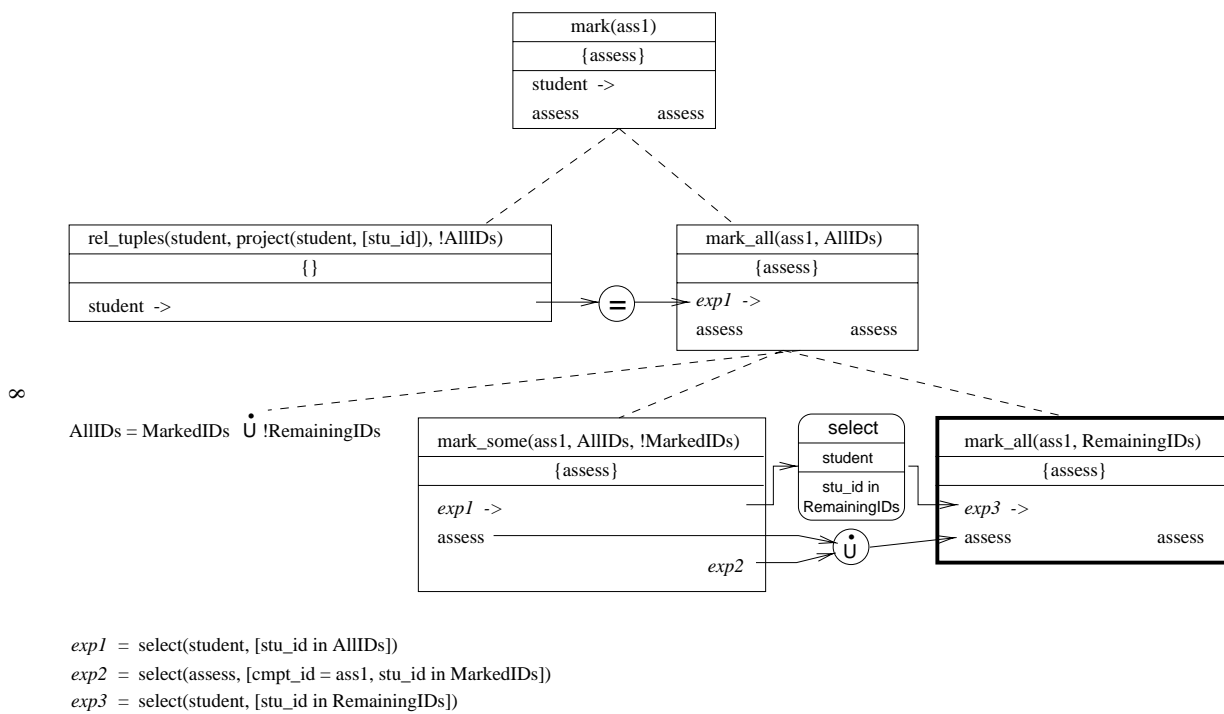 mark(ass1)
{assess}
student ->
assess assess
rel_tuples(student, project(student, [stu_id]), !AllIDs)
{}
student ->
=
mark_all(ass1, AllIDs)
{assess}
exp1 ->
assess assess
∞
AllIDs = MarkedIDs U̇ !RemainingIDs
mark_some(ass1, AllIDs, !MarkedIDs)
{assess}
exp1 ->
assess
exp2
select
student
stu_id in
RemainingIDs
U̇
mark_all(ass1, RemainingIDs)
{assess}
exp3 ->
assess assess
exp1 = select(student, [stu_id in AllIDs])
exp2 = select(assess, [cmpt_id = ass1, stu_id in MarkedIDs])
exp3 = select(student, [stu_id in RemainingIDs])